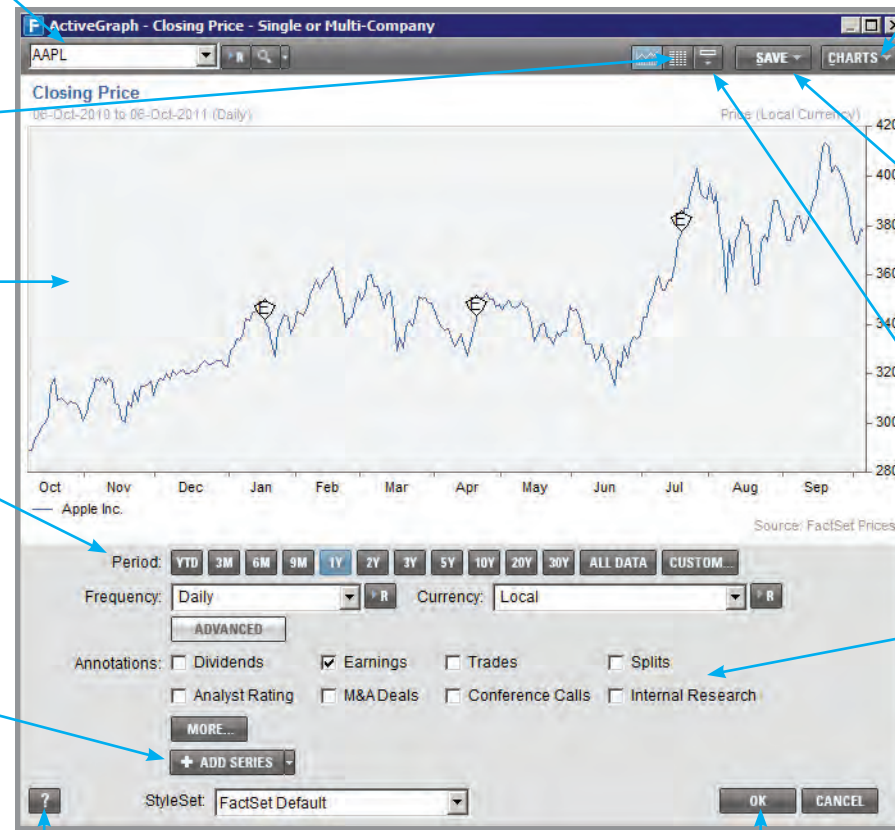 F ActiveGraph - Closing Price - Single or Multi-Company
AAPL R SAVE CHARTS
Closing Price
06-Oct-2010 to 06-Oct-2011 (Daily) Price (Local Currency)
420
400
380
360
340
320
300
280
E E E
Oct Nov Dec Jan Feb Mar Apr May Jun Jul Aug Sep
Apple Inc.
Source: FactSet Prices
Period: YTD 3M 6M 9M 1Y 2Y 3Y 5Y 10Y 20Y 30Y ALL DATA CUSTOM...
Frequency: Daily R Currency: Local R
ADVANCED
Annotations: Dividends Earnings Trades Splits
Analyst Rating M&A Deals Conference Calls Internal Research
MORE...
+ ADD SERIES
? StyleSet: FactSet Default OK CANCEL